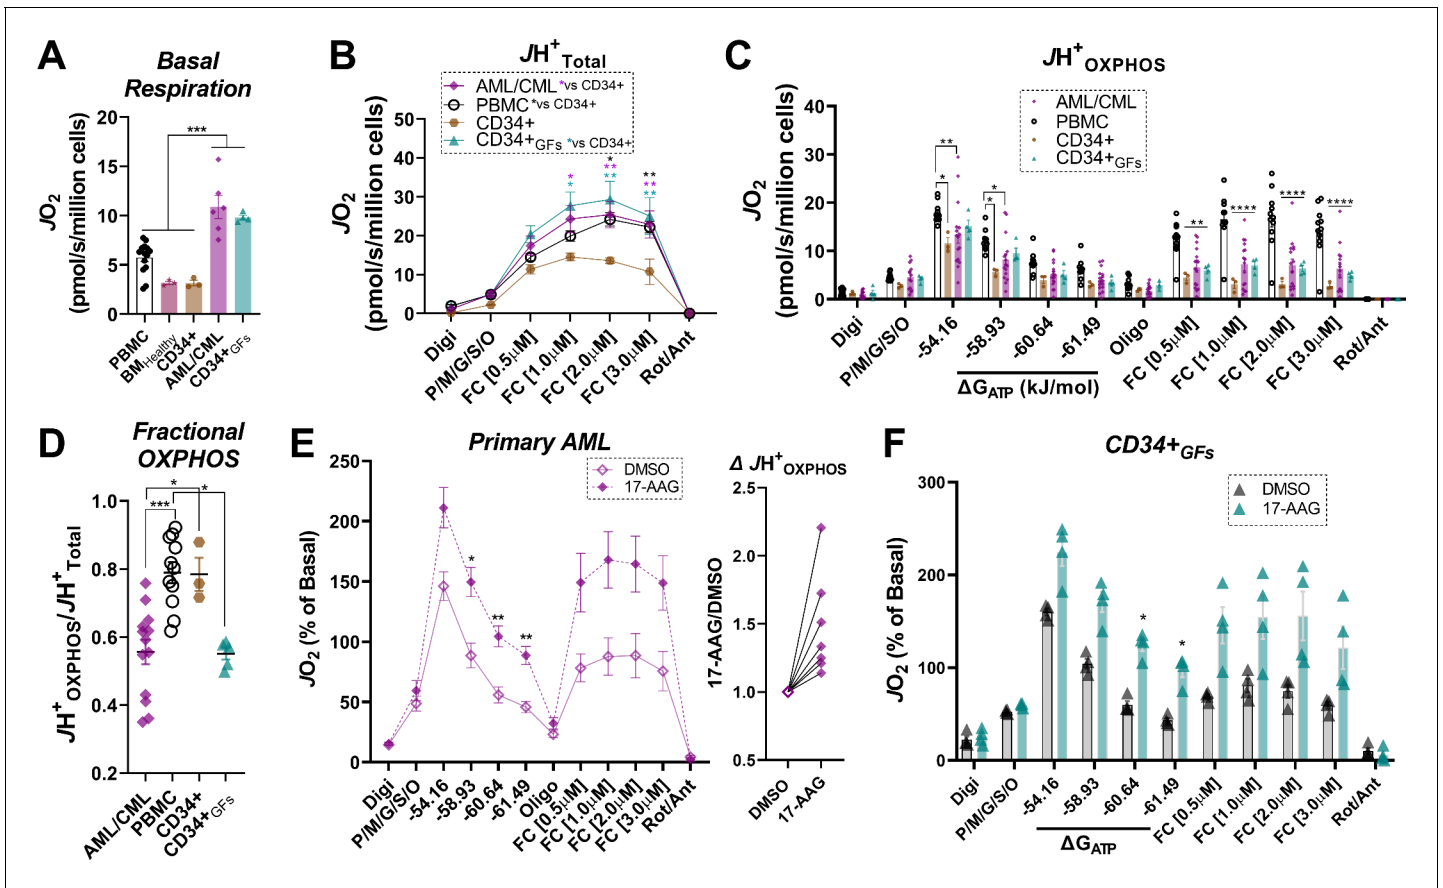 A
Basal
Respiration
JO2
(pmol/s/million cells)
20
15
10
5
0
***
PBMC
BMHealthy
CD34+
AML/CML
CD34+GFs
B
JH+Total
AML/CML *vs CD34+
PBMC *vs CD34+
CD34+
CD34+GFs *vs CD34+
JO2
(pmol/s/million cells)
50
40
30
20
10
0
*
*
*
**
**
**
**
**
Digi
P/M/G/S/O
FC [0.5µM]
FC [1.0µM]
FC [2.0µM]
FC [3.0µM]
Rot/Ant
C
JH+OXPHOS
AML/CML
PBMC
CD34+
CD34+GFs
JO2
(pmol/s/million cells)
40
30
20
10
0
**
*
*
*
**
****
****
****
Digi
P/M/G/S/O
-54.16
-58.93
-60.64
-61.49
Oligo
FC [0.5µM]
FC [1.0µM]
FC [2.0µM]
FC [3.0µM]
Rot/Ant
ΔGATP (kJ/mol)
D
Fractional
OXPHOS
JH+OXPHOS/JH+Total
1.0
0.8
0.6
0.4
0.2
*
*
***
AML/CML
PBMC
CD34+
CD34+GFs
E
Primary AML
DMSO
17-AAG
JO2 (% of Basal)
250
200
150
100
50
0
*
**
**
Digi
P/M/G/S/O
-54.16
-58.93
-60.64
-61.49
Oligo
FC [0.5µM]
FC [1.0µM]
FC [2.0µM]
FC [3.0µM]
Rot/Ant
Δ JH+OXPHOS
17-AAG/DMSO
2.5
2.0
1.5
1.0
0.5
DMSO
17-AAG
F
CD34+GFs
DMSO
17-AAG
JO2 (% of Basal)
300
200
100
0
*
*
Digi
P/M/G/S/O
-54.16
-58.93
-60.64
-61.49
FC [0.5µM]
FC [1.0µM]
FC [2.0µM]
FC [3.0µM]
Rot/Ant
ΔGATP